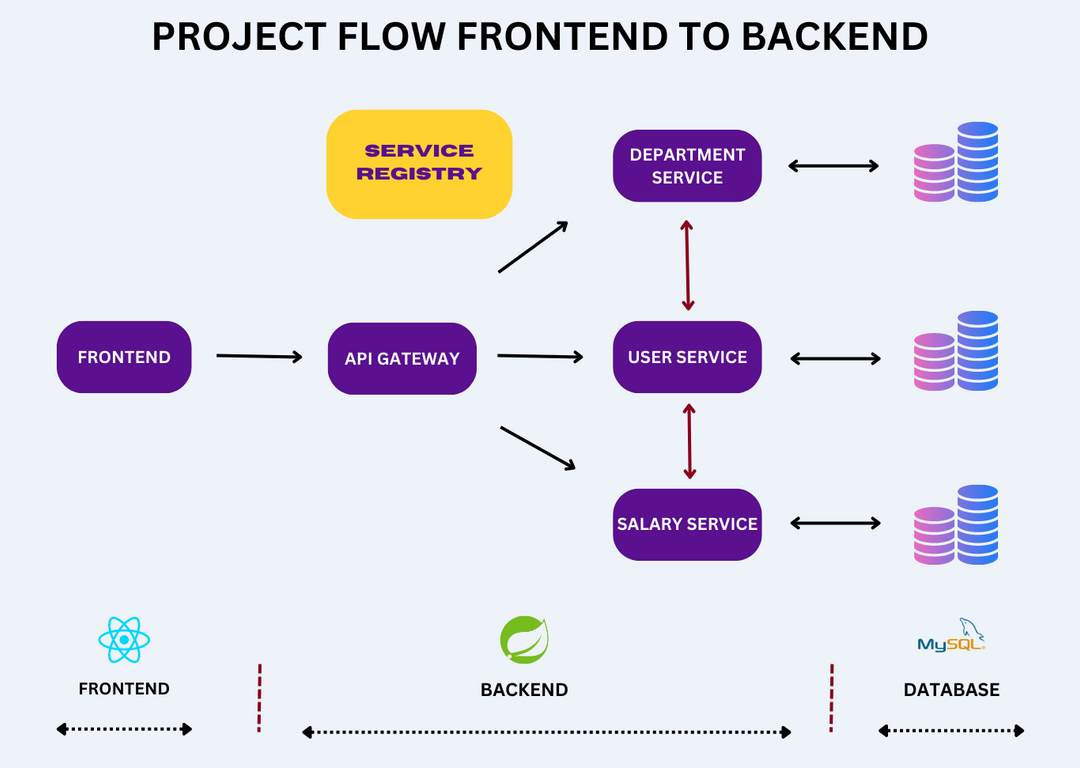 PROJECT FLOW FRONTEND TO BACKEND
SERVICE
REGISTRY
DEPARTMENT
SERVICE
FRONTEND
API GATEWAY
USER SERVICE
SALARY SERVICE
MySQL
FRONTEND
BACKEND
DATABASE